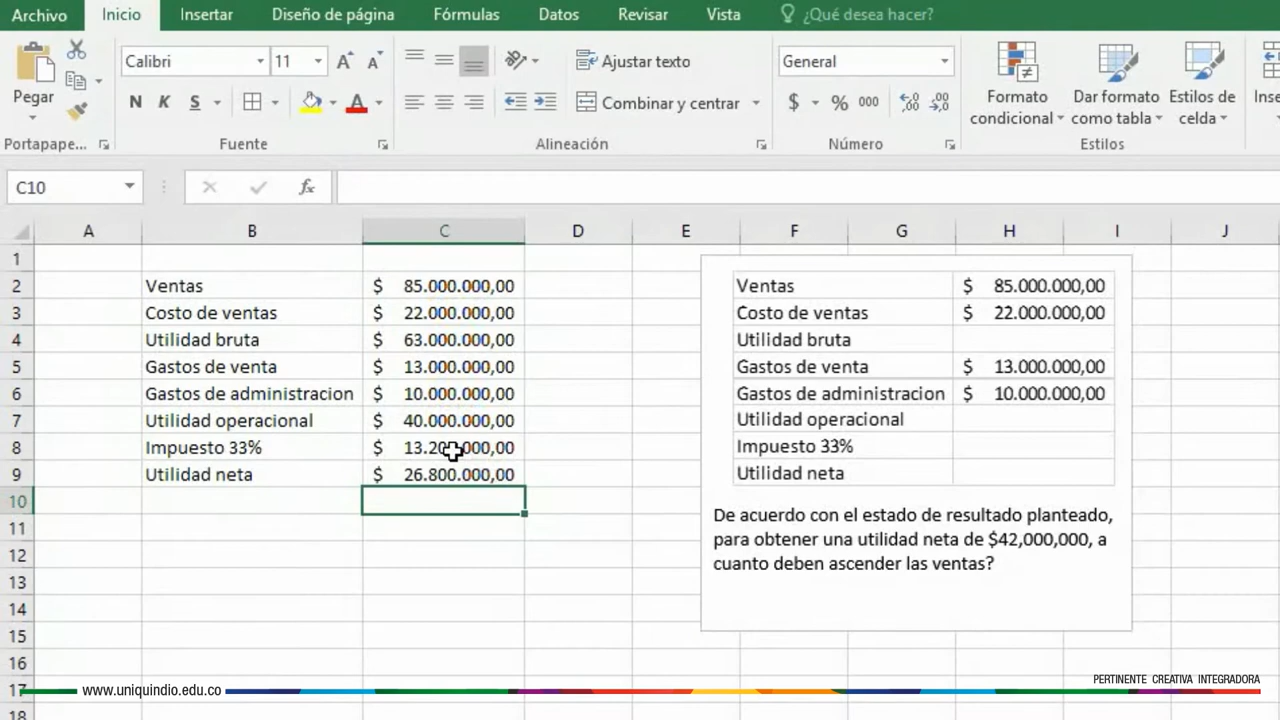 Archivo Inicio Insertar Diseño de página Fórmulas Datos Revisar Vista ¿Qué desea hacer?
Pegar
Calibri 11
N K S A
Ajustar texto
Combinar y centrar
General
$ % 000
Formato condicional
Dar formato como tabla
Estilos de celda
Portapape... Fuente Alineación Número Estilos
C10 fx
A B C D E F G H I J
1
2 Ventas $ 85.000.000,00
3 Costo de ventas $ 22.000.000,00
4 Utilidad bruta $ 63.000.000,00
5 Gastos de venta $ 13.000.000,00
6 Gastos de administracion $ 10.000.000,00
7 Utilidad operacional $ 40.000.000,00
8 Impuesto 33% $ 13.200.000,00
9 Utilidad neta $ 26.800.000,00
10
11
12
13
14
15
16
17
18
Ventas $ 85.000.000,00
Costo de ventas $ 22.000.000,00
Utilidad bruta
Gastos de venta $ 13.000.000,00
Gastos de administracion $ 10.000.000,00
Utilidad operacional
Impuesto 33%
Utilidad neta
De acuerdo con el estado de resultado planteado,
para obtener una utilidad neta de $42,000,000, a
cuanto deben ascender las ventas?
www.uniquindio.edu.co
PERTINENTE CREATIVA INTEGRADORA